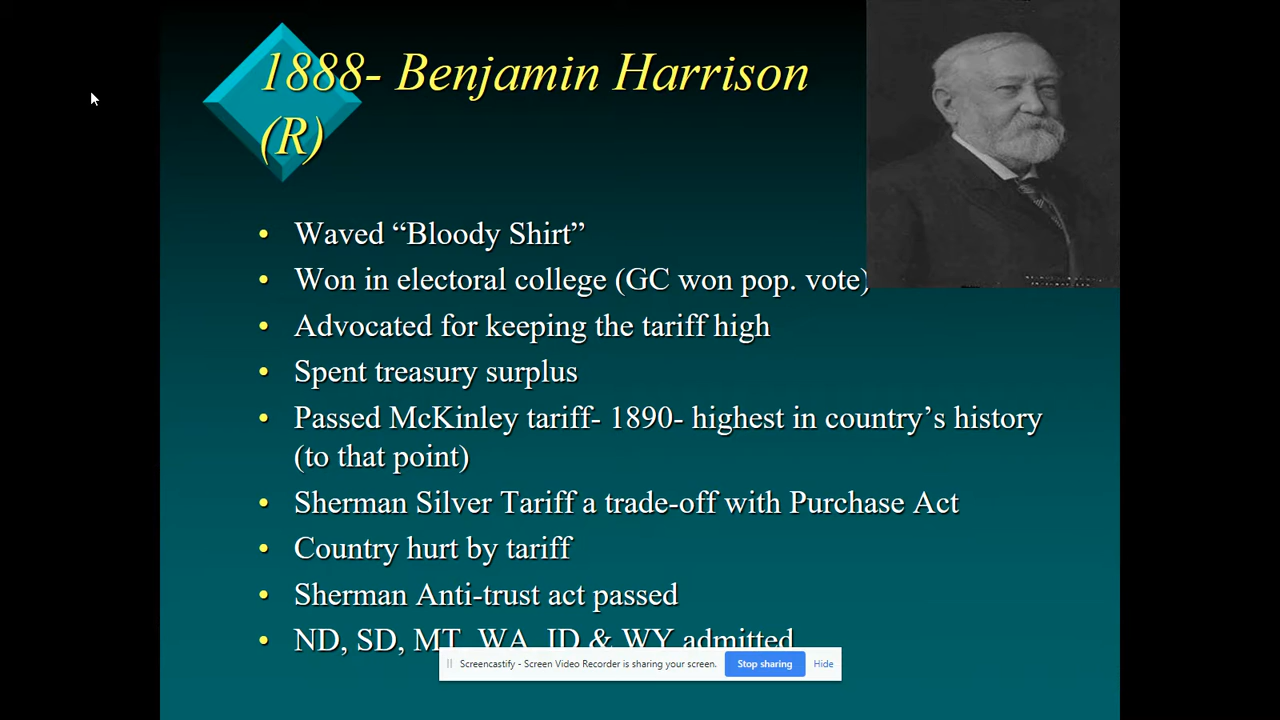 1888- Benjamin Harrison
(R)
• Waved “Bloody Shirt”
• Won in electoral college (GC won pop. vote)
• Advocated for keeping the tariff high
• Spent treasury surplus
• Passed McKinley tariff- 1890- highest in country’s history
(to that point)
• Sherman Silver Tariff a trade-off with Purchase Act
• Country hurt by tariff
• Sherman Anti-trust act passed
• ND, SD, MT, WA, ID & WY admitted
Screencastify - Screen Video Recorder is sharing your screen. Stop sharing Hide